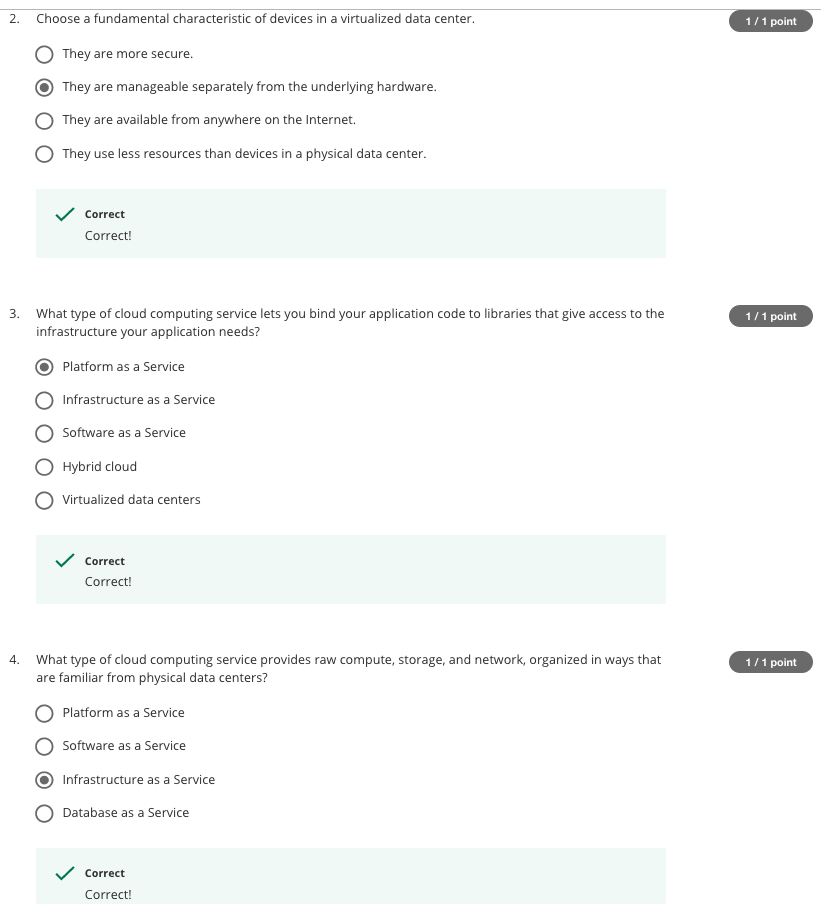 2. Choose a fundamental characteristic of devices in a virtualized data center.
1 / 1 point
They are more secure.
They are manageable separately from the underlying hardware.
They are available from anywhere on the Internet.
They use less resources than devices in a physical data center.
Correct
Correct!
3. What type of cloud computing service lets you bind your application code to libraries that give access to the
infrastructure your application needs?
1 / 1 point
Platform as a Service
Infrastructure as a Service
Software as a Service
Hybrid cloud
Virtualized data centers
Correct
Correct!
4. What type of cloud computing service provides raw compute, storage, and network, organized in ways that
are familiar from physical data centers?
1 / 1 point
Platform as a Service
Software as a Service
Infrastructure as a Service
Database as a Service
Correct
Correct!